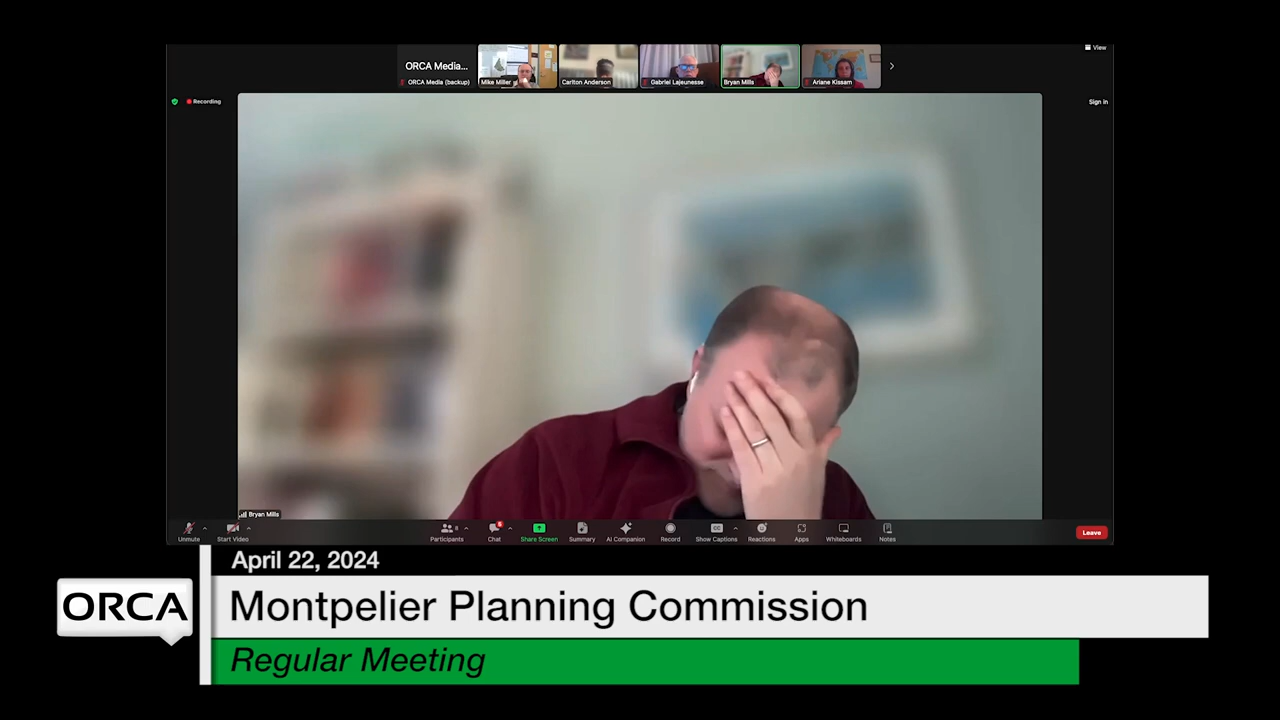 View
ORCA Media...
ORCA Media (backup)
Mike Miller
Carlton Anderson
Gabriel Lajeunesse
Bryan Mills
Ariane Kissam
Recording
Sign in
Bryan Mills
Unmute
Start Video
Participants
8
Chat
Share Screen
Summary
AI Companion
Record
CC
Show Captions
Reactions
Apps
Whiteboards
Notes
Leave
April 22, 2024
ORCA
Montpelier Planning Commission
Regular Meeting